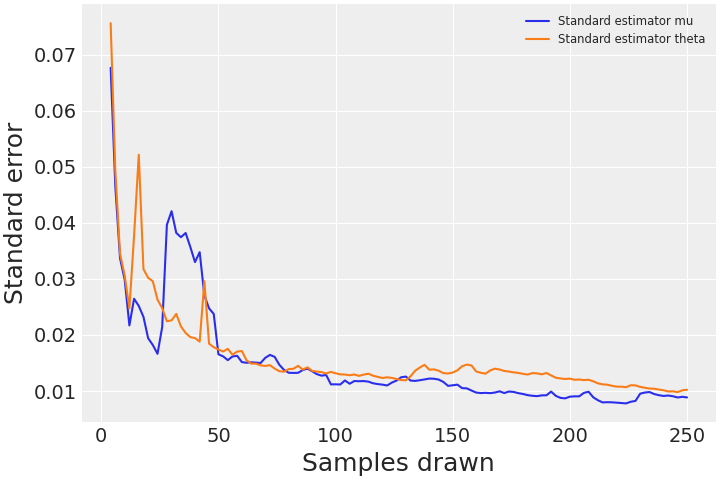 Standard estimator mu
Standard estimator theta
0.07
0.06
0.05
0.04
0.03
0.02
0.01
Standard error
0 50 100 150 200 250
Samples drawn